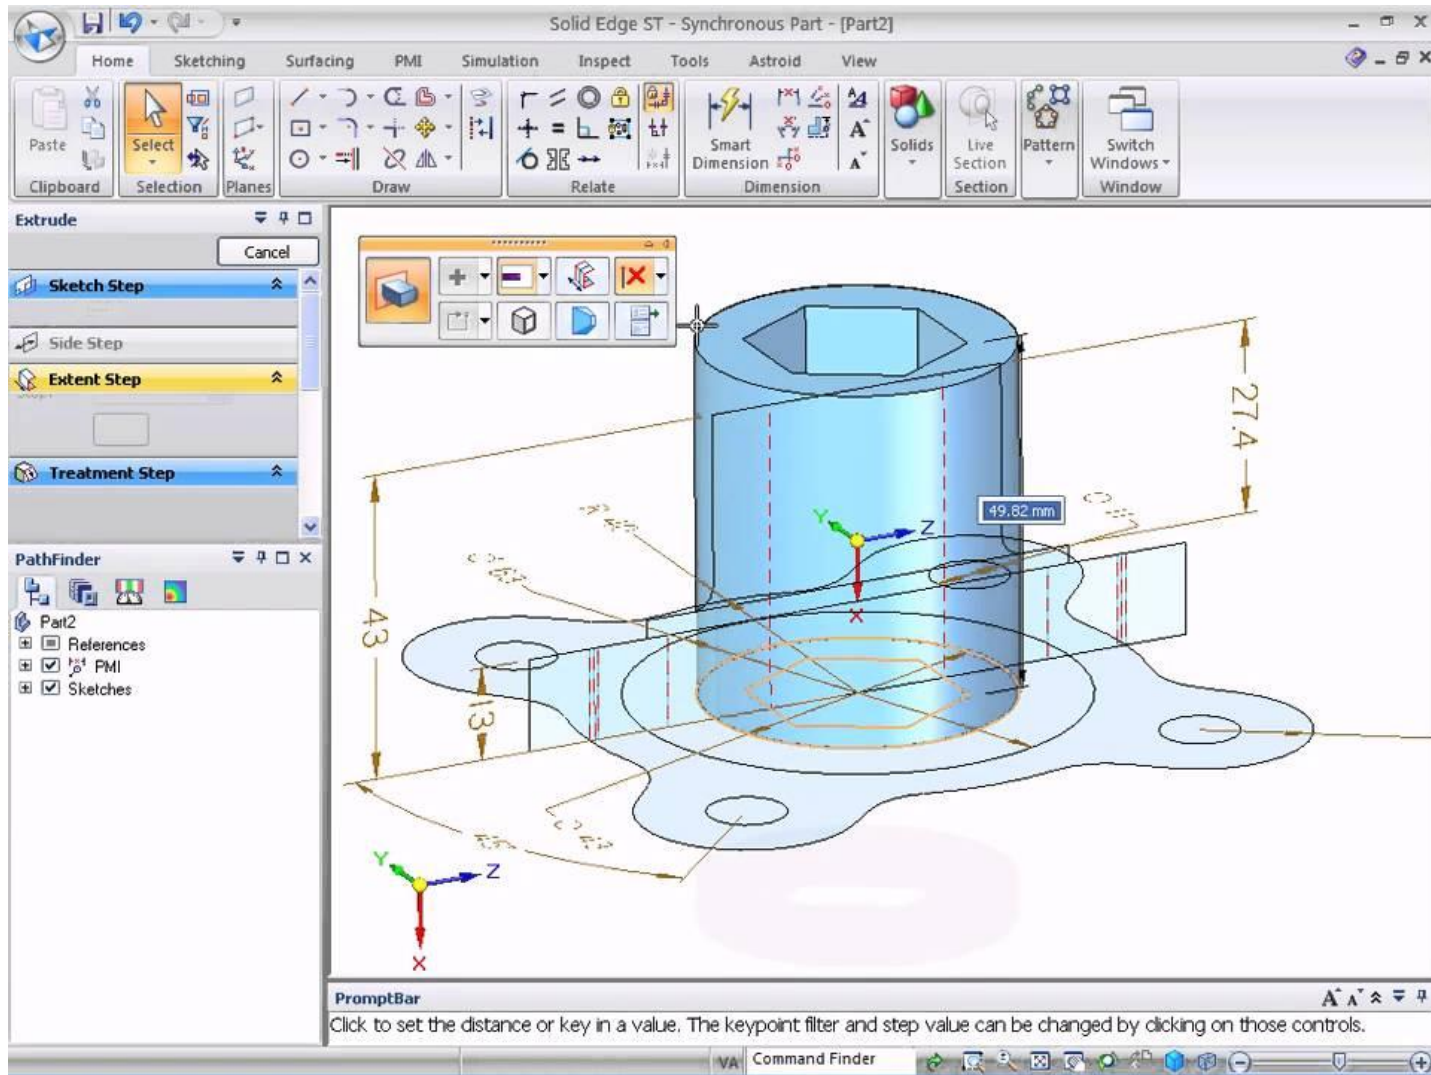 Solid Edge ST - Synchronous Part - [Part2]
Home Sketching Surfacing PMI Simulation Inspect Tools Astroid View
Paste
Select
Smart
Dimension
Solids
Live
Section
Pattern
Switch
Windows
Clipboard Selection Planes Draw Relate Dimension Section Window
Extrude
Cancel
Sketch Step
Side Step
Extent Step
Treatment Step
PathFinder
Part2
References
PMI
Sketches
27.4
49.82 mm
43
13
Y
Z
X
Y
Z
X
PromptBar
Click to set the distance or key in a value. The keypoint filter and step value can be changed by clicking on those controls.
VA Command Finder